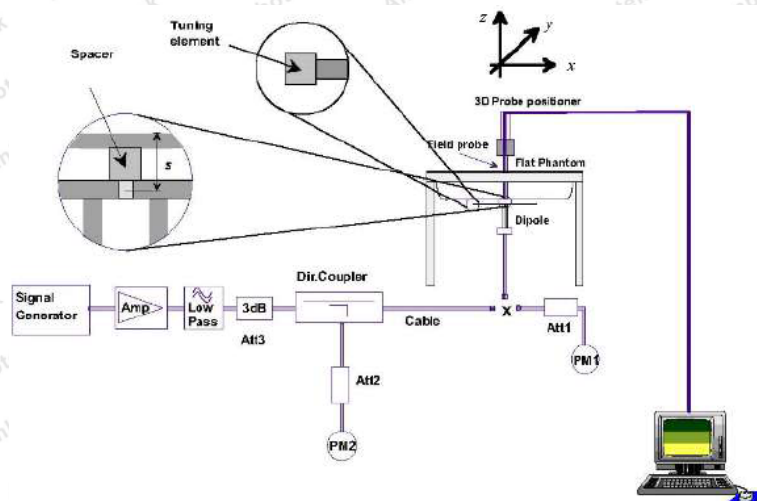 Tuning
element
Spacer
s
z
y
x
3D Probe positioner
Field probe
Flat Phantom
Dipole
Signal
Generator
Amp
Low
Pass
3dB
Att3
Dir.Coupler
Cable
X
Att1
PM1
Att2
PM2